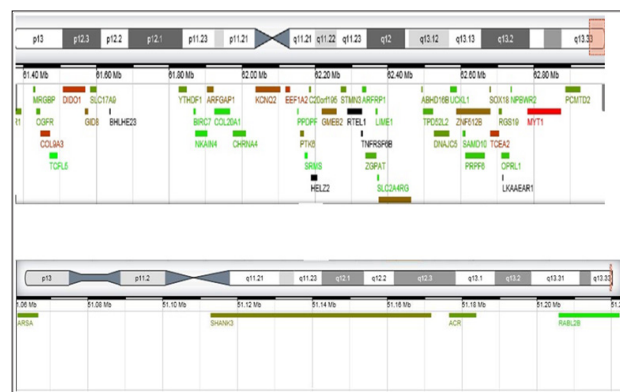 p13 p12.3 p12.2 p12.1 p11.23 p11.21 q11.21 q11.22 q11.23 q12 q13.12 q13.13 q13.2 q13.33
61.40 Mb 61.60 Mb 61.80 Mb 62.00 Mb 62.20 Mb 62.40 Mb 62.60 Mb 62.80 Mb
MRGBP DIDO1 SLC17A9 YTHDF1 ARFGAP1 KCNQ2 EEF1A2 C20orf195 STMN3 ARFRP1 ABHD16B UCKL1 SOX18 NPBWR2 PCMTD2
OGFR GID8 BHLHE23 BIRC7 COL20A1 PPDPF GMEB2 RTEL1 LIME1 TPD52L2 ZNF512B RGS19 MYT1
COL9A3 NKAIN4 CHRNA4 PTK6 TNFRSF6B DNAJC5 SAMD10 TCEA2
TCFL5 SRMS ZGPAT PRPF6 OPRL1
HELZ2 SLC2A4RG LKAAEAR1
p13 p11.2 q11.21 q11.23 q12.1 q12.2 q12.3 q13.1 q13.2 q13.31 q13.33
51.08 Mb 51.10 Mb 51.12 Mb 51.14 Mb 51.16 Mb 51.18 Mb 51.20 Mb
ARSA SHANK3 ACR RABL2B